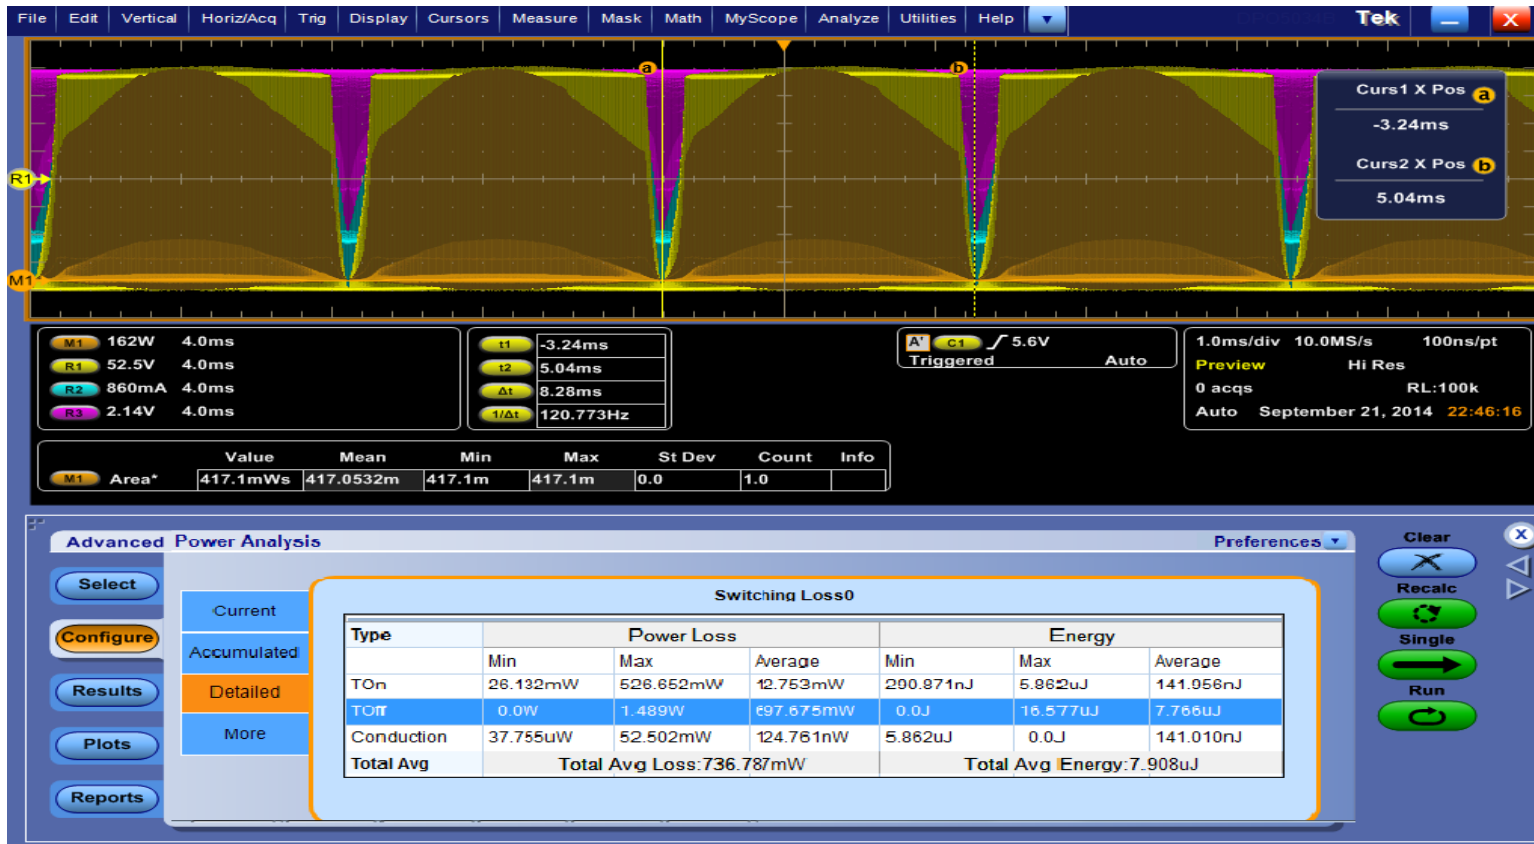 File Edit Vertical Horiz/Acq Trig Display Cursors Measure Mask Math MyScope Analyze Utilities Help Tek X
a b
Curs1 X Pos a
-3.24ms
Curs2 X Pos b
5.04ms
R1
M1
M1 162W 4.0ms
R1 52.5V 4.0ms
R2 860mA 4.0ms
R3 2.14V 4.0ms
t1 -3.24ms
t2 5.04ms
Δt 8.28ms
1/Δt 120.773Hz
A' C1 5.6V
Triggered Auto
1.0ms/div 10.0MS/s 100ns/pt
Preview Hi Res
0 acqs RL:100k
Auto September 21, 2014 22:46:16
Value Mean Min Max St Dev Count Info
M1 Area* 417.1mWs 417.0532m 417.1m 417.1m 0.0 1.0
Advanced Power Analysis Preferences
Select
Configure
Results
Plots
Reports
Current
Accumulated
Detailed
More
Switching Loss0
Type Power Loss Energy
Min Max Average Min Max Average
TOn 26.132mW 526.652mW 12.753mW 290.871nJ 5.862uJ 141.956nJ
TOff 0.0W 1.489W 697.675mW 0.0J 16.577uJ 7.766uJ
Conduction 37.755uW 52.502mW 124.761nW 5.862uJ 0.0J 141.010nJ
Total Avg Total Avg Loss:736.787mW Total Avg Energy:7.908uJ
Clear
Recalc
Single
Run
X